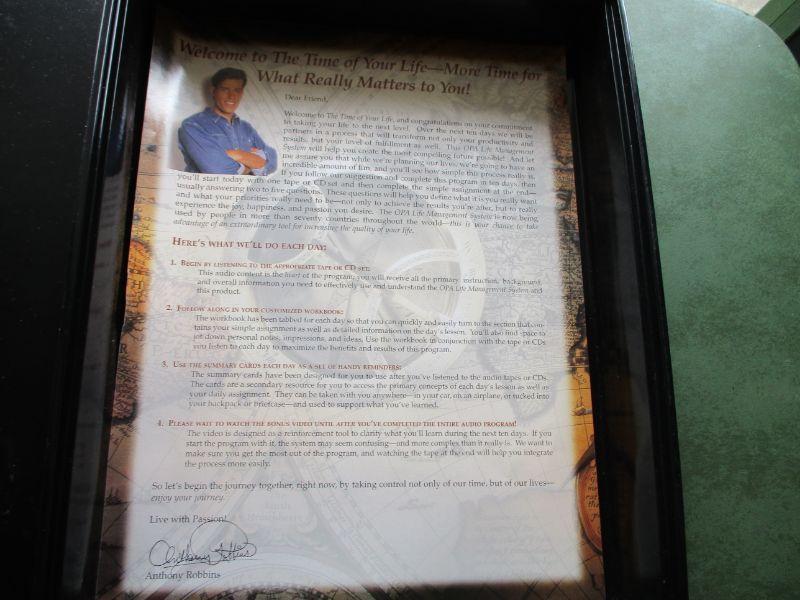 Welcome to The Time of Your Life—More Time for
What Really Matters to You!
Dear Friend,
Welcome to The Time of Your Life, and congratulations on your commitment
to taking your life to the next level. Over the next ten days we will be
partners in a process that will transform not only your productivity and
results, but your level of fulfillment as well. This OPA Life Management
System will help you create the most compelling future possible! And let
me assure you that while we're planning our lives, we're going to have an
incredible amount of fun, and you'll see how simple this process really is.
If you follow our suggestion and complete this program in ten days, then
you'll start today with one tape or CD set and then complete the simple assignment at the end—
usually answering two to five questions. These questions will help you define what it is you really want
and what your priorities really need to be—not only to achieve the results you're after, but to really
experience the joy, happiness, and passion you desire. The OPA Life Management System is now being
used by people in more than seventy countries throughout the world—this is your chance to take
advantage of an extraordinary tool for increasing the quality of your life.
Here's what we'll do each day:
1. Begin by listening to the appropriate tape or CD set:
This audio content is the heart of the program; you will receive all the primary instruction, background,
and overall information you need to effectively use and understand the OPA Life Management System and
this product.
2. Follow along in your customized workbook:
The workbook has been tabbed for each day so that you can quickly and easily turn to the section that con-
tains your simple assignment as well as detailed information on the day's lesson. You'll also find space to
jot down personal notes, impressions, and ideas. Use the workbook in conjunction with the tape or CDs
you listen to each day to maximize the benefits and results of this program.
3. Use the summary cards each day as a set of handy reminders:
The summary cards have been designed for you to use after you've listened to the audio tapes or CDs.
The cards are a secondary resource for you to access the primary concepts of each day's lesson as well as
your daily assignment. They can be taken with you anywhere—in your car, on an airplane, or tucked into
your backpack or briefcase—and used to support what you've learned.
4. Please wait to watch the bonus video until after you've completed the entire audio program!
The video is designed as a reinforcement tool to clarify what you'll learn during the next ten days. If you
start the program with it, the system may seem confusing—and more complex than it really is. We want to
make sure you get the most out of the program, and watching the tape at the end will help you integrate
the process more easily.
So let's begin the journey together, right now, by taking control not only of our time, but of our lives—
enjoy your journey.
Live with Passion!
Anthony Robbins
Anthony Robbins